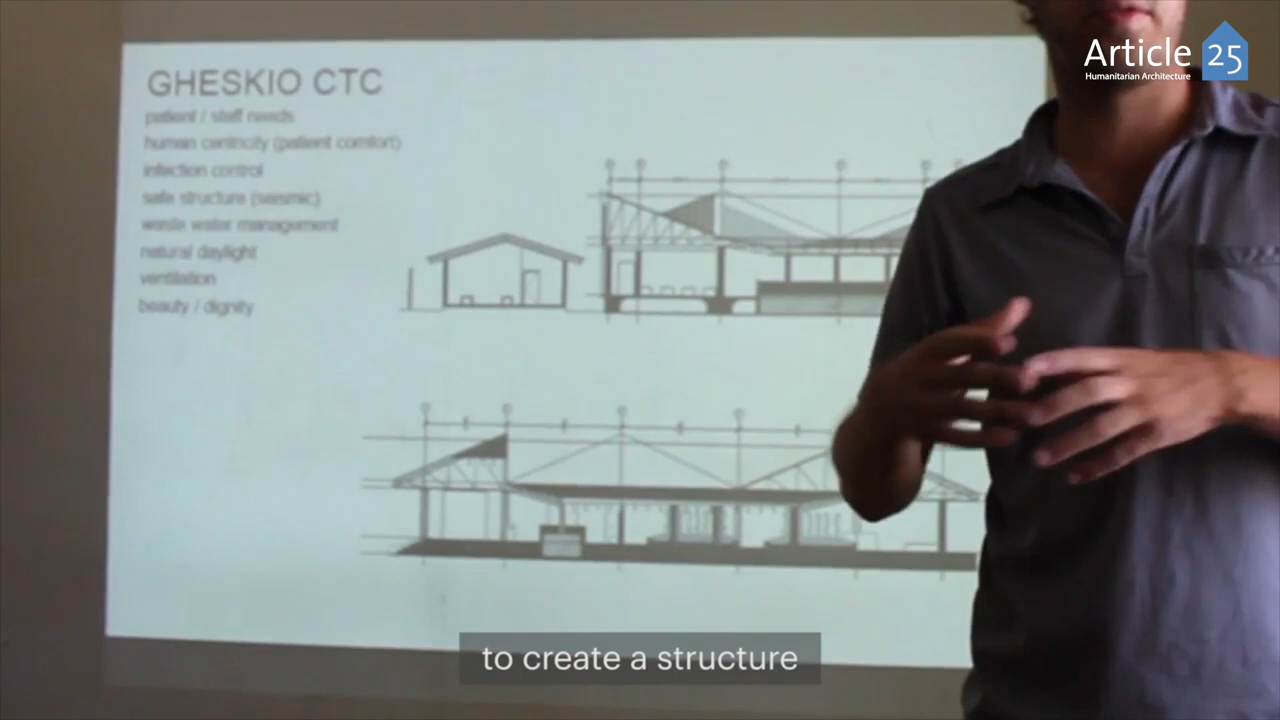 Article 25
Humanitarian Architecture
GHESKIO CTC
patient / staff needs
human centricity (patient comfort)
infection control
safe structure (seismic)
waste water management
natural daylight
ventilation
beauty / dignity
to create a structure